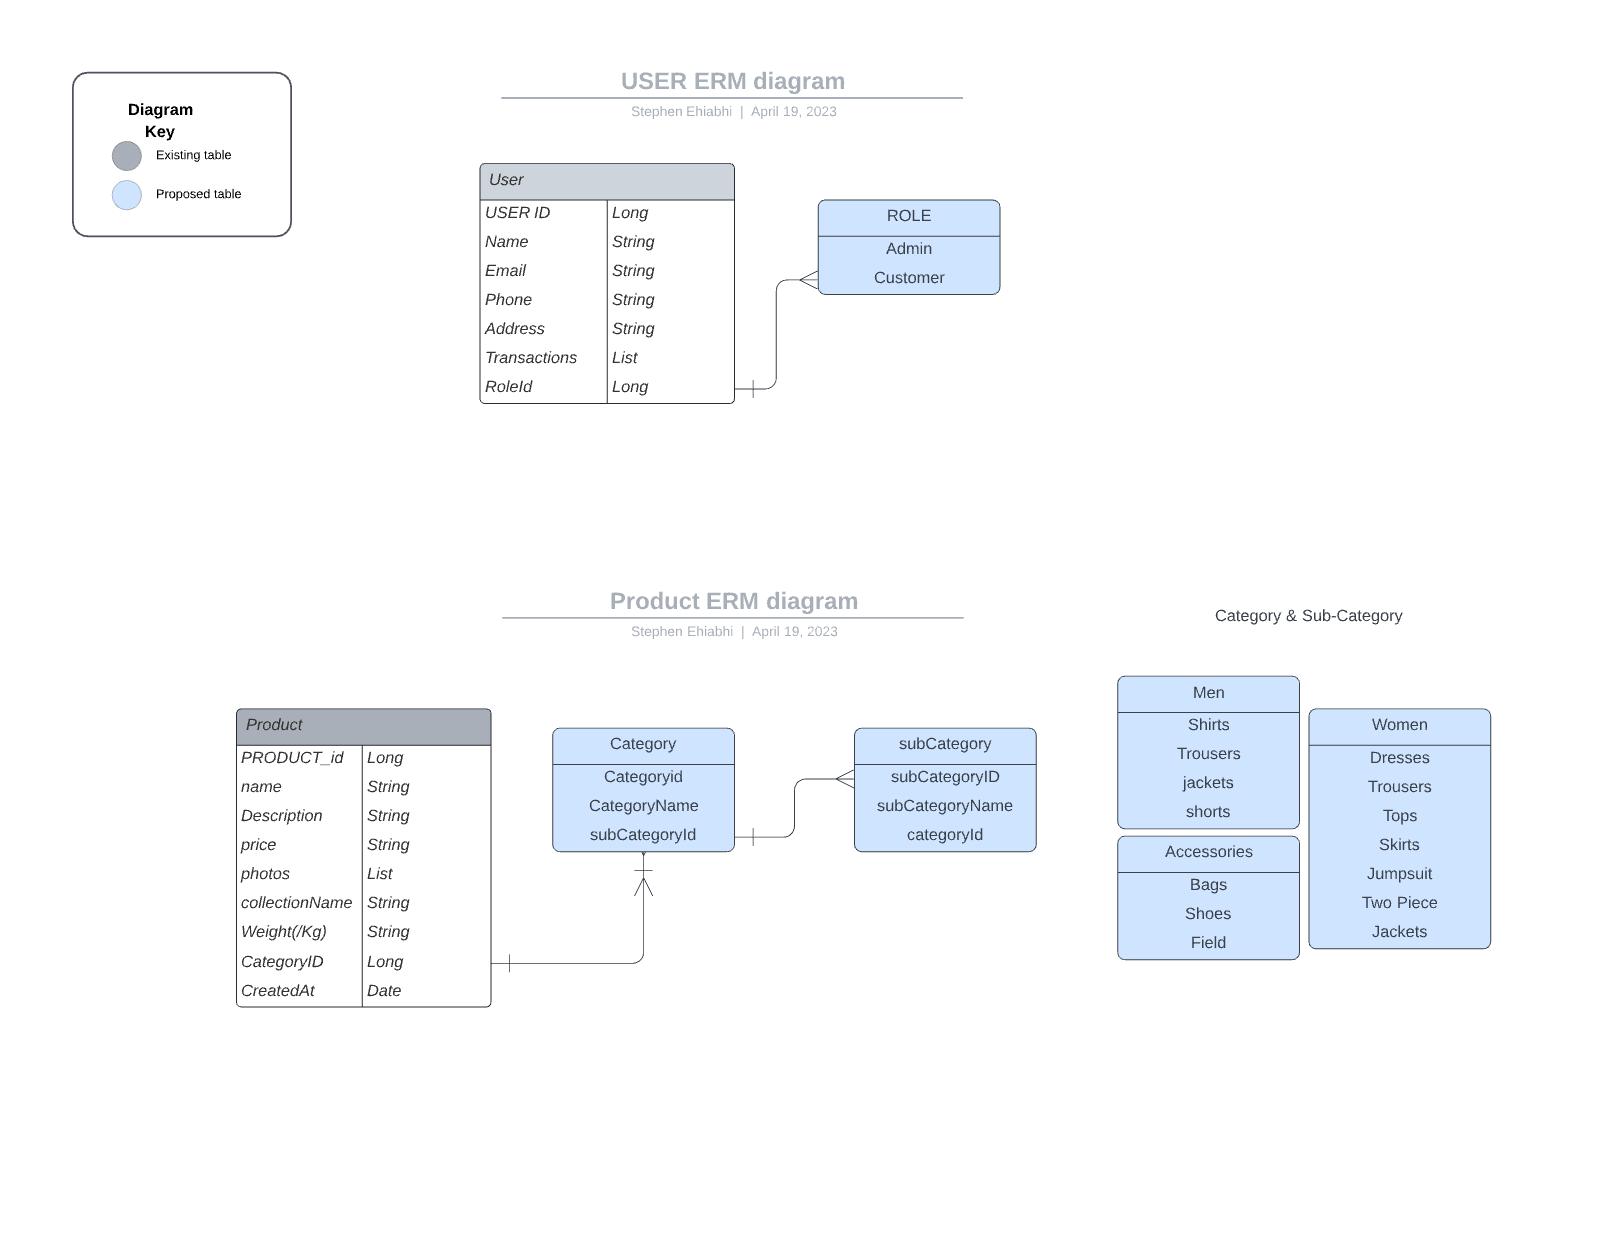 Diagram
Key
Existing table
Proposed table
USER ERM diagram
Stephen Ehiabhi | April 19, 2023
User
USER ID Long
Name String
Email String
Phone String
Address String
Transactions List
RoleId Long
ROLE
Admin
Customer
Product ERM diagram
Stephen Ehiabhi | April 19, 2023
Product
PRODUCT_id Long
name String
Description String
price String
photos List
collectionName String
Weight(/Kg) String
CategoryID Long
CreatedAt Date
Category
Categoryid
CategoryName
subCategoryId
subCategory
subCategoryID
subCategoryName
categoryId
Category & Sub-Category
Men
Shirts
Trousers
jackets
shorts
Accessories
Bags
Shoes
Field
Women
Dresses
Trousers
Tops
Skirts
Jumpsuit
Two Piece
Jackets